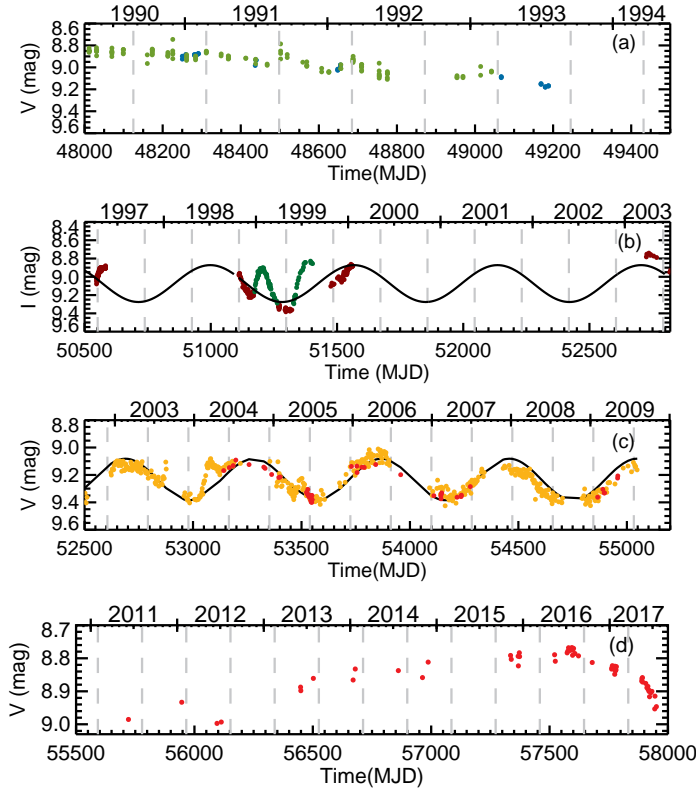 1990 1991 1992 1993 1994
(a)
V (mag)
8.6
8.8
9.0
9.2
9.4
9.6
48000 48200 48400 48600 48800 49000 49200 49400
Time(MJD)
1997 1998 1999 2000 2001 2002 2003
(b)
I (mag)
8.4
8.6
8.8
9.0
9.2
9.4
9.6
50500 51000 51500 52000 52500
Time (MJD)
2003 2004 2005 2006 2007 2008 2009
(c)
V (mag)
8.8
9.0
9.2
9.4
9.6
52500 53000 53500 54000 54500 55000
Time(MJD)
2011 2012 2013 2014 2015 2016 2017
(d)
V (mag)
8.7
8.8
8.9
9.0
55500 56000 56500 57000 57500 58000
Time(MJD)